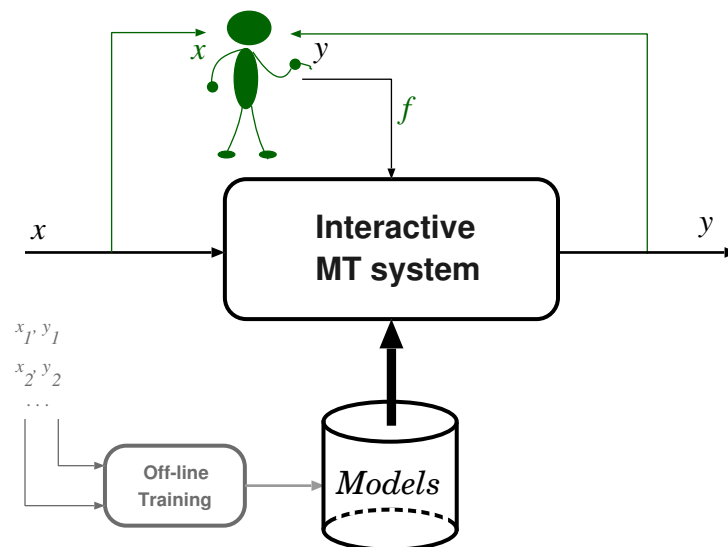 x
y
f
x
Interactive
MT system
y
x1, y1
x2, y2
. . .
Off-line
Training
Models